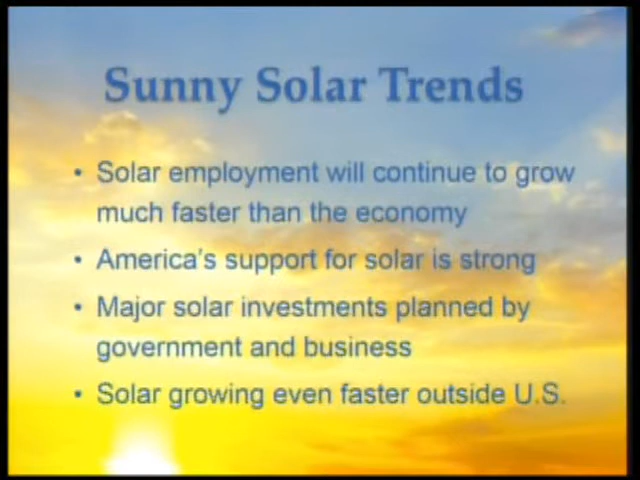 Sunny Solar Trends
• Solar employment will continue to grow
much faster than the economy
• America's support for solar is strong
• Major solar investments planned by
government and business
• Solar growing even faster outside U.S.